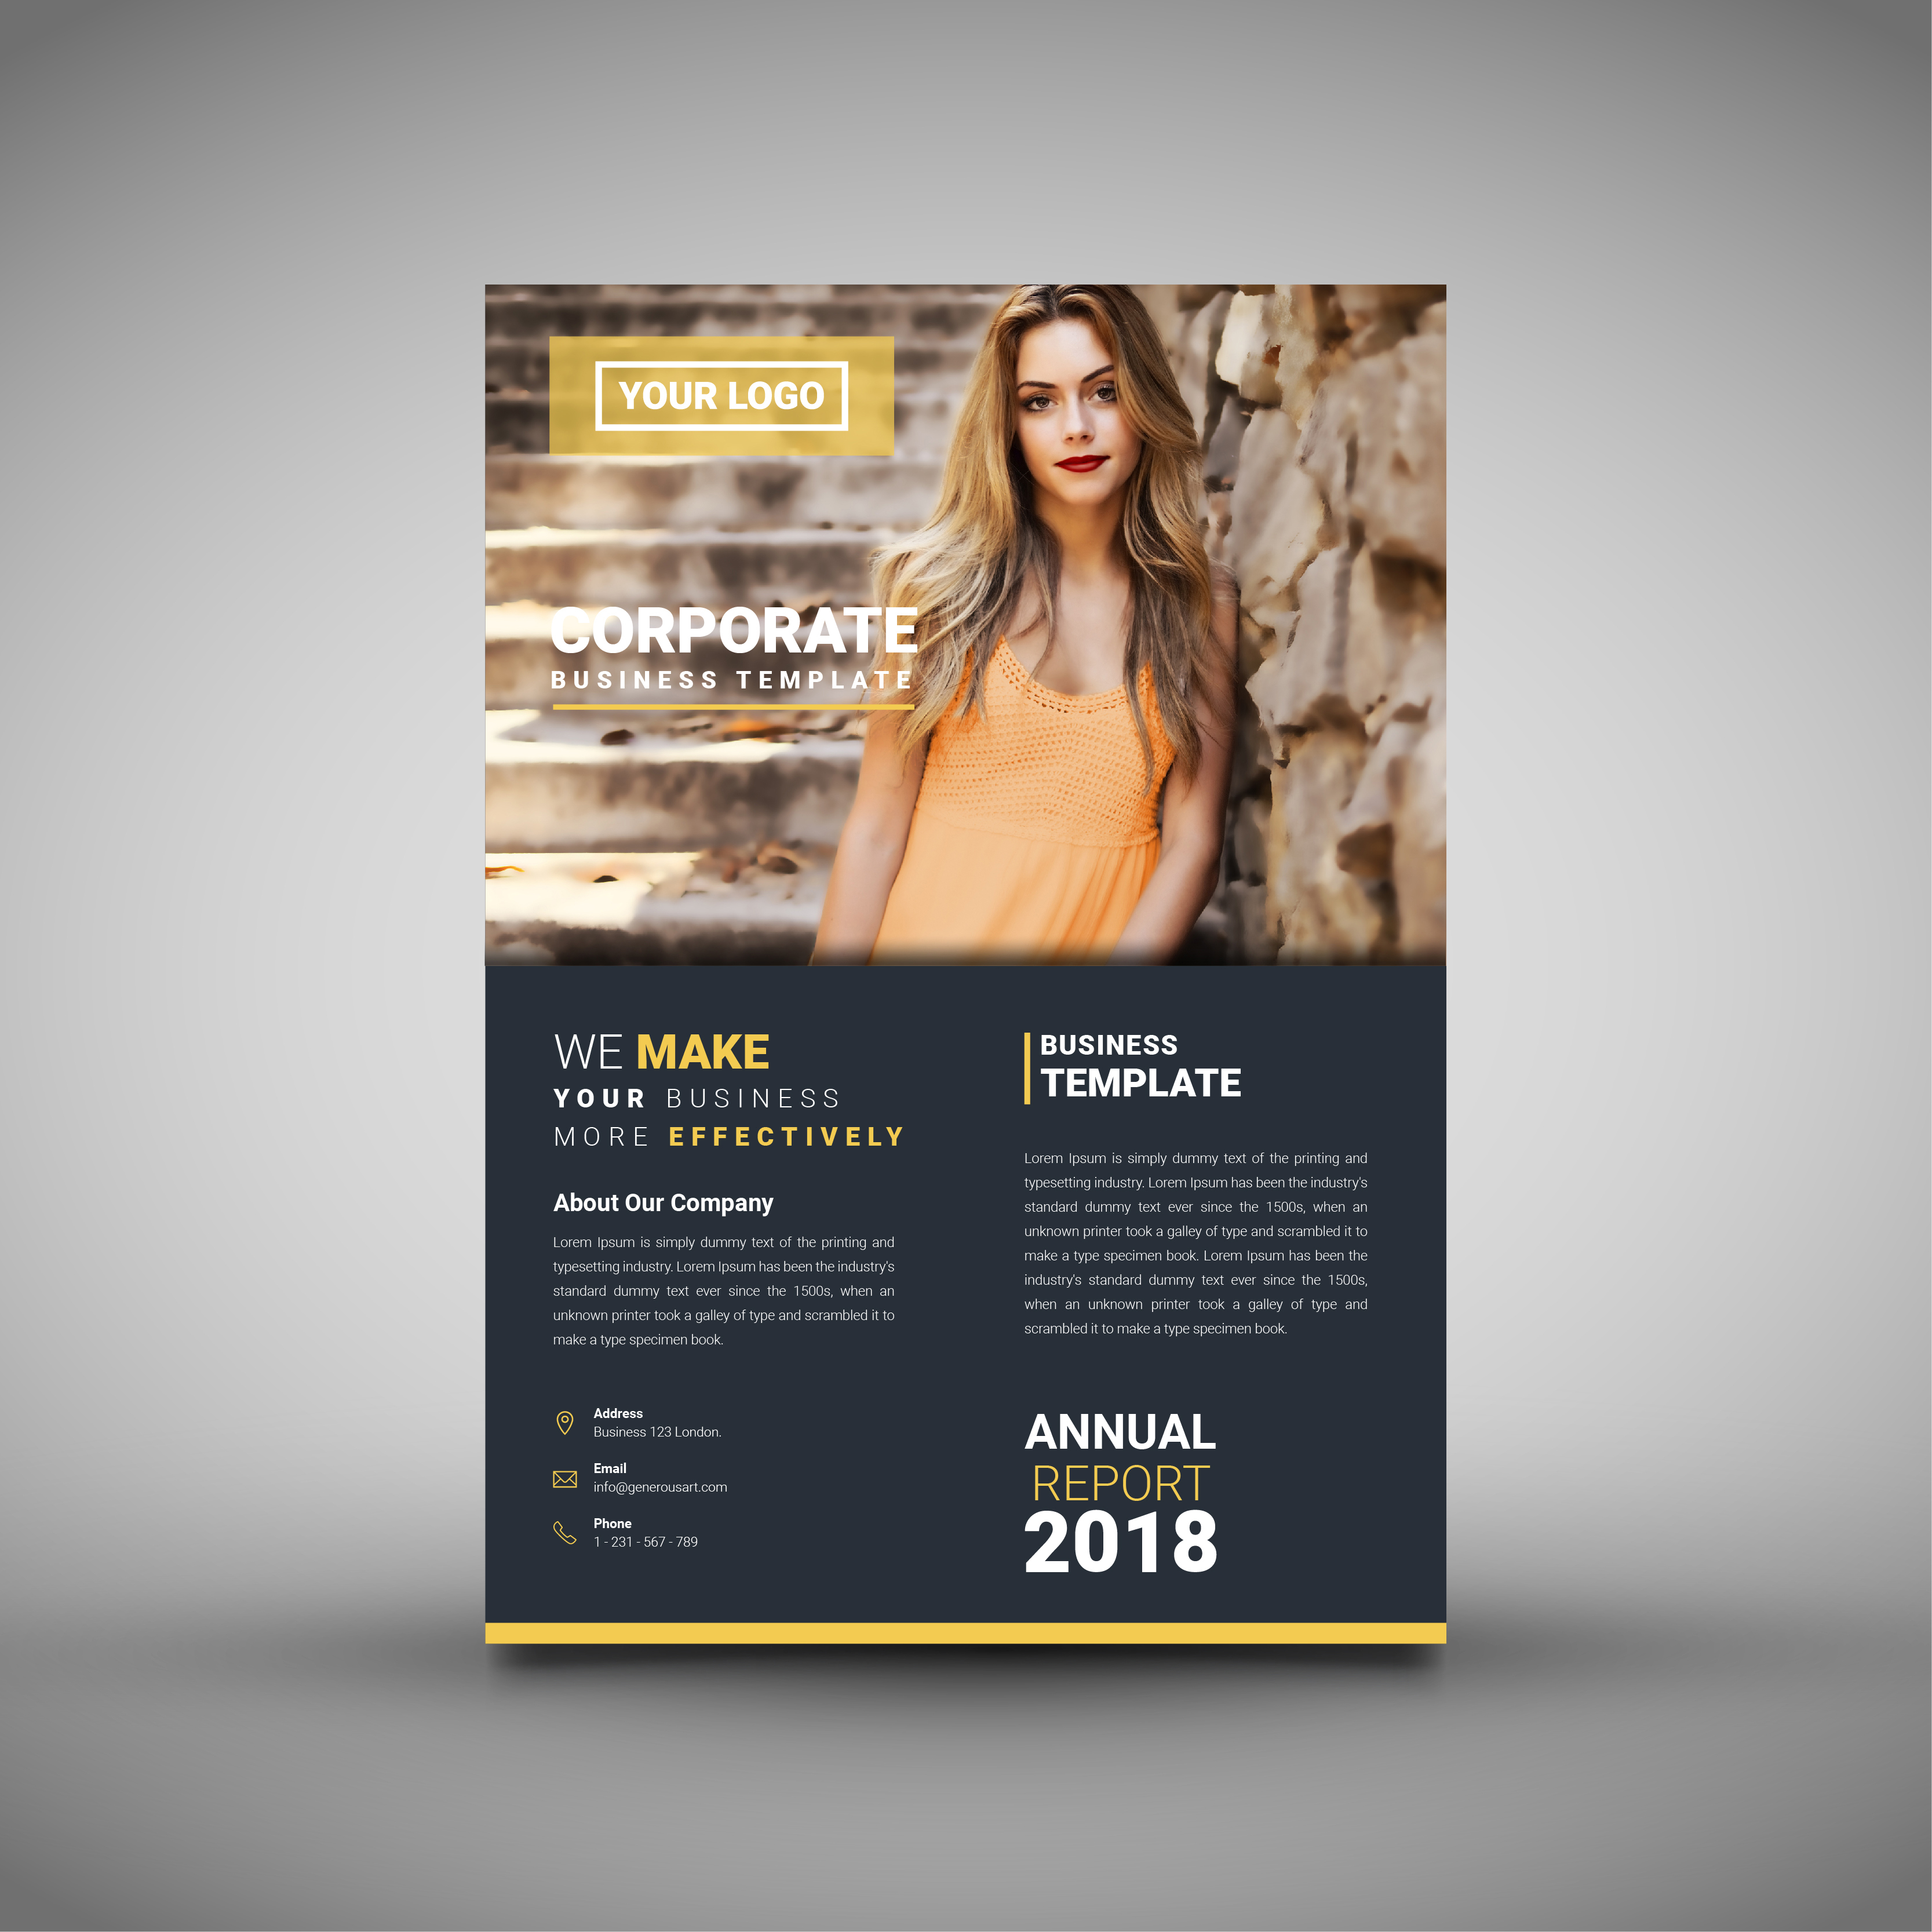 YOUR LOGO
CORPORATE
BUSINESS TEMPLATE
WE MAKE
YOUR BUSINESS
MORE EFFECTIVELY
About Our Company
Lorem Ipsum is simply dummy text of the printing and
typesetting industry. Lorem Ipsum has been the industry's
standard dummy text ever since the 1500s, when an
unknown printer took a galley of type and scrambled it to
make a type specimen book.
Address
Business 123 London.
Email
info@generousart.com
Phone
1 - 231 - 567 - 789
BUSINESS
TEMPLATE
Lorem Ipsum is simply dummy text of the printing and
typesetting industry. Lorem Ipsum has been the industry's
standard dummy text ever since the 1500s, when an
unknown printer took a galley of type and scrambled it to
make a type specimen book. Lorem Ipsum has been the
industry's standard dummy text ever since the 1500s,
when an unknown printer took a galley of type and
scrambled it to make a type specimen book.
ANNUAL
REPORT
2018